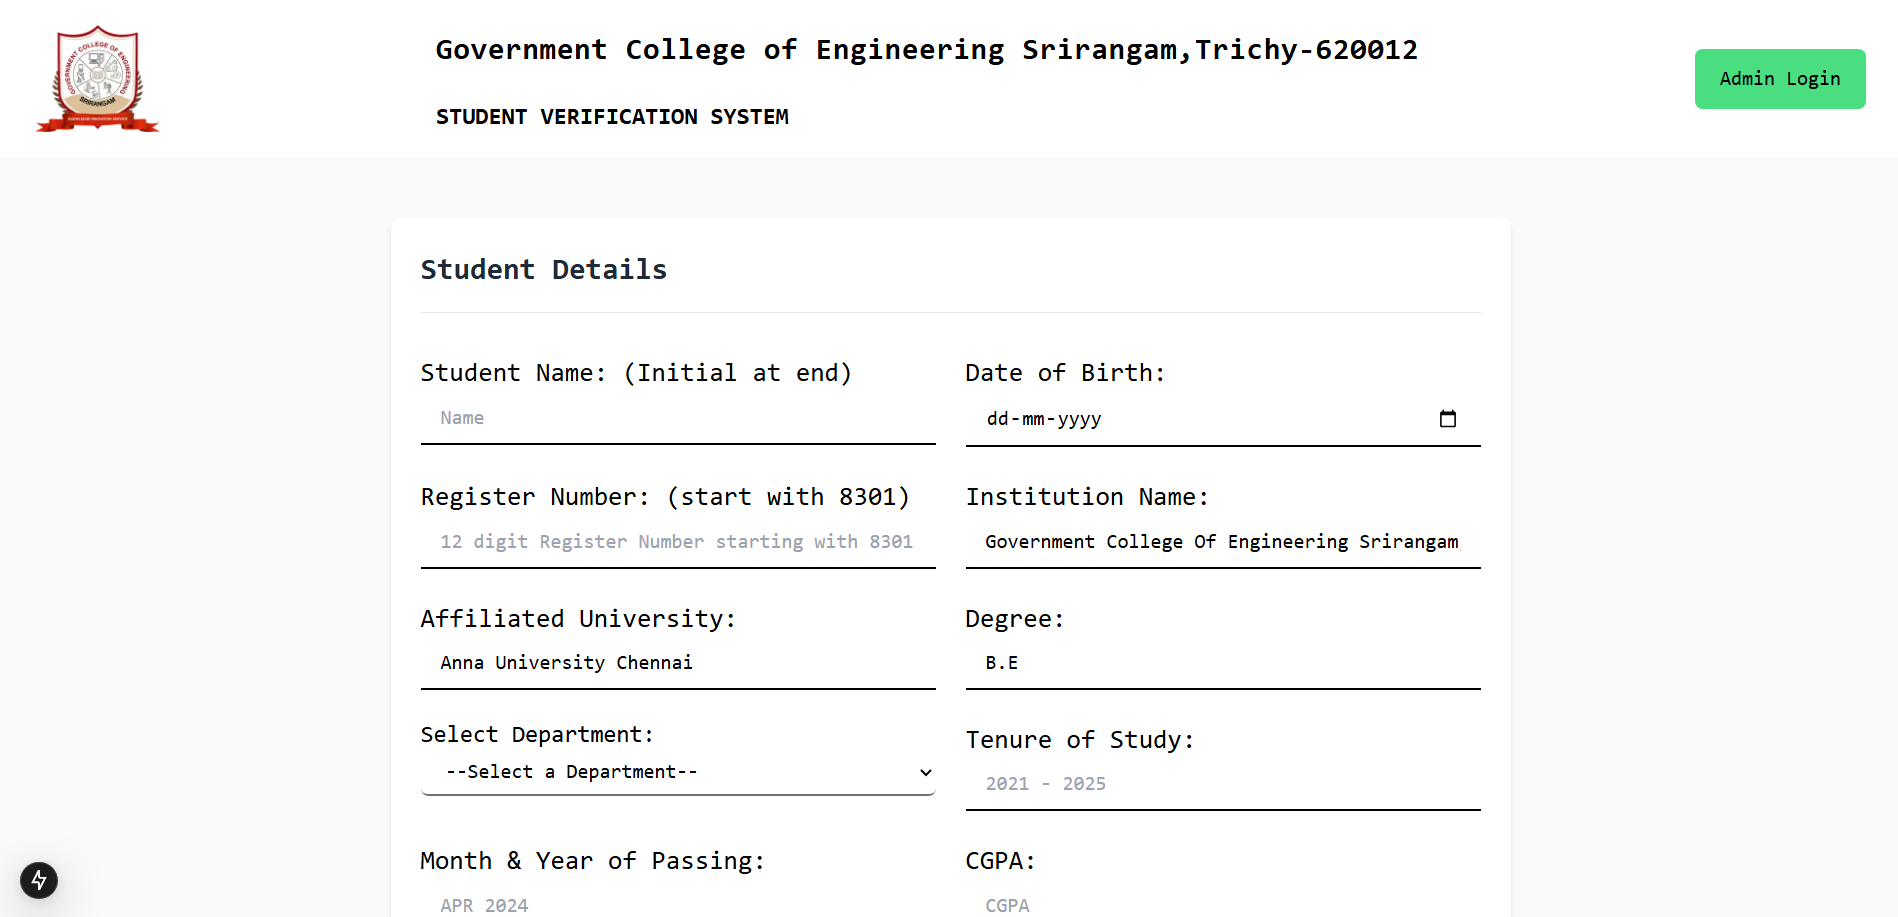 GOVERNMENT COLLEGE OF ENGINEERING
SRIRANGAM
Government College of Engineering Srirangam,Trichy-620012
STUDENT VERIFICATION SYSTEM
Admin Login
Student Details
Student Name: (Initial at end)
Name
Date of Birth:
dd-mm-yyyy
Register Number: (start with 8301)
12 digit Register Number starting with 8301
Institution Name:
Government College Of Engineering Srirangam,
Affiliated University:
Anna University Chennai
Degree:
B.E
Select Department:
--Select a Department--
Tenure of Study:
2021 - 2025
Month & Year of Passing:
APR 2024
CGPA:
CGPA